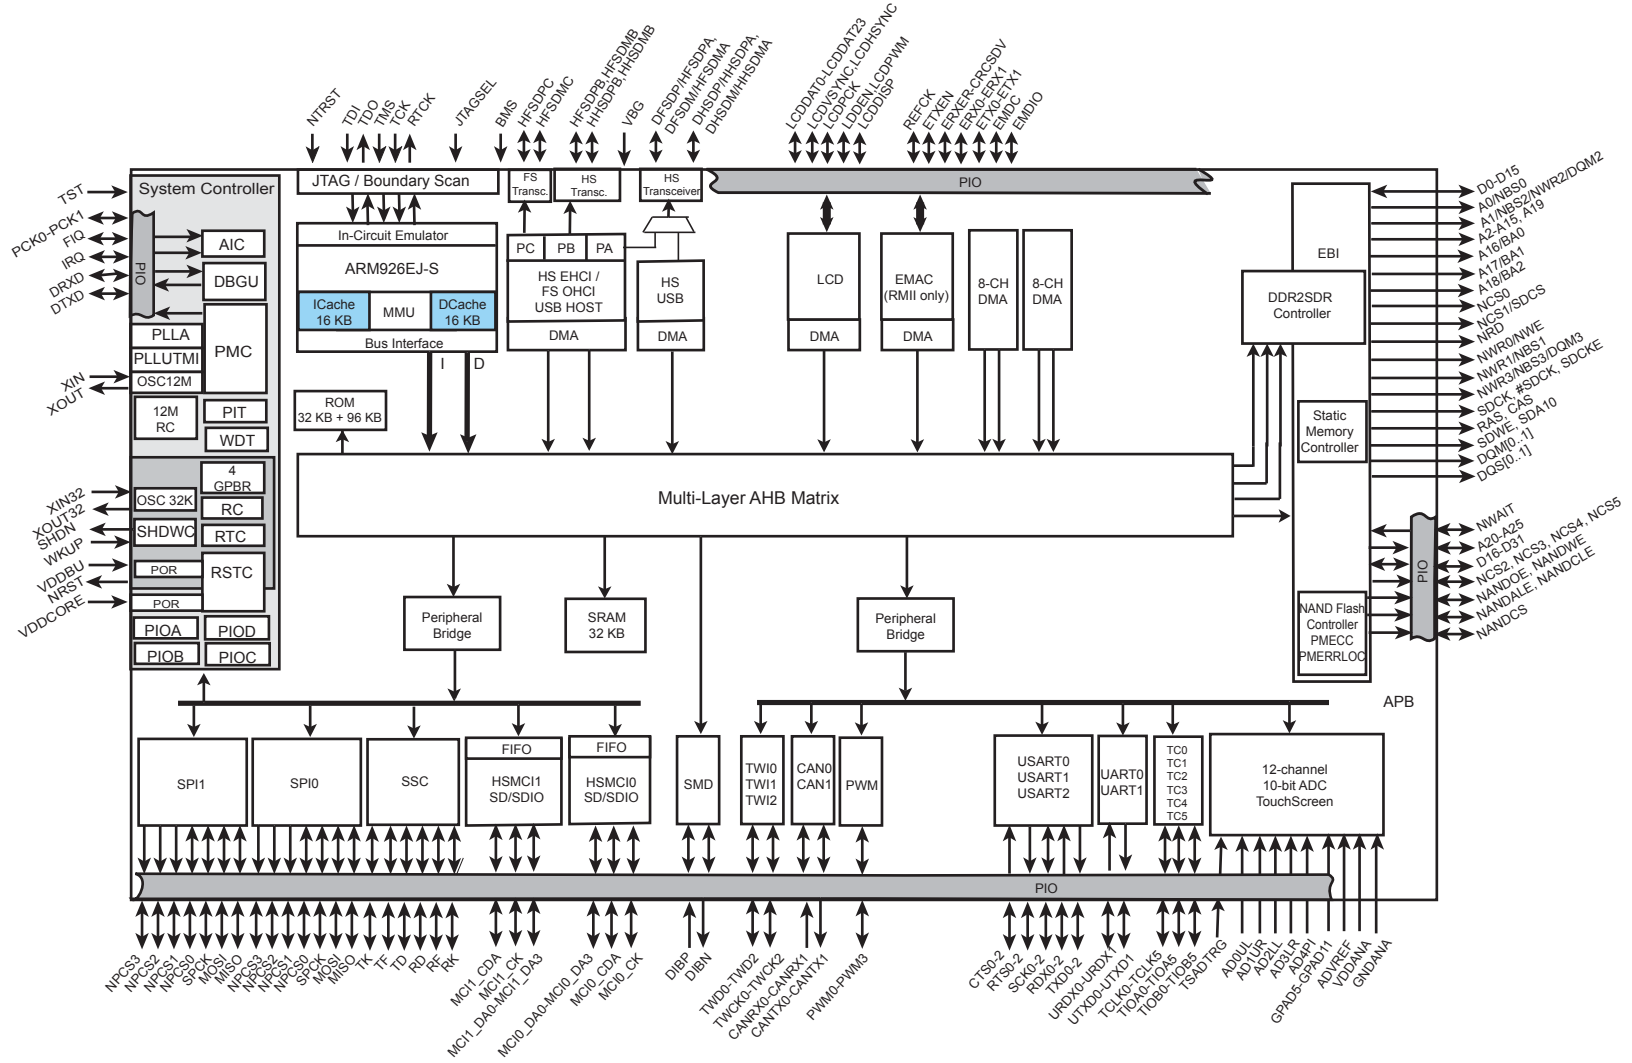 NTRST
TDI
TDO
TMS
TCK
RTCK
JTAGSEL
BMS
HFSDPC
HFSDMC
HFSDPB,HFSDMB
HHSDPB,HHSDMB
VBG
DFSDP/HFSDPA,
DFSDM/HFSDMA
DHSDP/HHSDPA,
DHSDM/HHSDMA
LCDDAT0-LCDDAT23
LCDVSYNC,LCDHSYNC
LCDPCK
LDDEN,LCDPWM
LCDDISP
REFCK
ETXEN
ERXER-CRCSDV
ERX0-ERX1
ETX0-ETX1
EMDC
EMDIO
TST
PCK0-PCK1
FIQ
IRQ
DRXD
DTXD
XIN
XOUT
XIN32
XOUT32
SHDN
WKUP
VDDBU
NRST
VDDCORE
System Controller
PIO
AIC
DBGU
PLLA
PLLUTMI
OSC12M
PMC
12M
RC
PIT
WDT
4
GPBR
OSC 32K
RC
SHDWC
RTC
POR
RSTC
POR
PIOA
PIOD
PIOB
PIOC
JTAG / Boundary Scan
In-Circuit Emulator
ARM926EJ-S
ICache
16 KB
MMU
DCache
16 KB
Bus Interface
I
D
ROM
32 KB + 96 KB
FS
Transc.
HS
Transc.
HS
Transceiver
PC
PB
PA
HS EHCI /
FS OHCI
USB HOST
DMA
HS
USB
DMA
PIO
LCD
DMA
EMAC
(RMII only)
DMA
8-CH
DMA
8-CH
DMA
EBI
DDR2SDR
Controller
Static
Memory
Controller
NAND Flash
Controller
PMECC
PMERRLOC
PIO
D0-D15
A0/NBS0
A1/NBS2/NWR2/DQM2
A2-A15, A19
A16/BA0
A17/BA1
A18/BA2
NCS0
NCS1/SDCS
NRD
NWR0/NWE
NWR1/NBS1
NWR3/NBS3/DQM3
SDCK, #SDCK, SDCKE
RAS, CAS
SDWE, SDA10
DQM[0..1]
DQS[0..1]
NWAIT
A20-A25
D16-D31
NCS2, NCS3, NCS4, NCS5
NANDOE, NANDWE
NANDALE, NANDCLE
NANDCS
Multi-Layer AHB Matrix
Peripheral
Bridge
SRAM
32 KB
Peripheral
Bridge
APB
SPI1
SPI0
SSC
FIFO
HSMCI1
SD/SDIO
FIFO
HSMCI0
SD/SDIO
SMD
TWI0
TWI1
TWI2
CAN0
CAN1
PWM
USART0
USART1
USART2
UART0
UART1
TC0
TC1
TC2
TC3
TC4
TC5
12-channel
10-bit ADC
TouchScreen
PIO
NPCS3
NPCS2
NPCS1
NPCS0
SPCK
MOSI
MISO
NPCS3
NPCS2
NPCS1
NPCS0
SPCK
MOSI
MISO
TK
TF
TD
RD
RF
RK
MCI1_CDA
MCI1_CK
MCI1_DA0-MCI1_DA3
MCI0_DA0-MCI0_DA3
MCI0_CDA
MCI0_CK
DIBP
DIBN
TWD0-TWD2
TWCK0-TWCK2
CANRX0-CANRX1
CANTX0-CANTX1
PWM0-PWM3
CTS0-2
RTS0-2
SCK0-2
RDX0-2
TXD0-2
URDX0-URDX1
UTXD0-UTXD1
TCLK0-TCLK5
TIOA0-TIOA5
TIOB0-TIOB5
TSADTRG
AD0UL
AD1UR
AD2LL
AD3LR
AD4PI
GPAD5-GPAD11
ADVREF
VDDANA
GNDANA